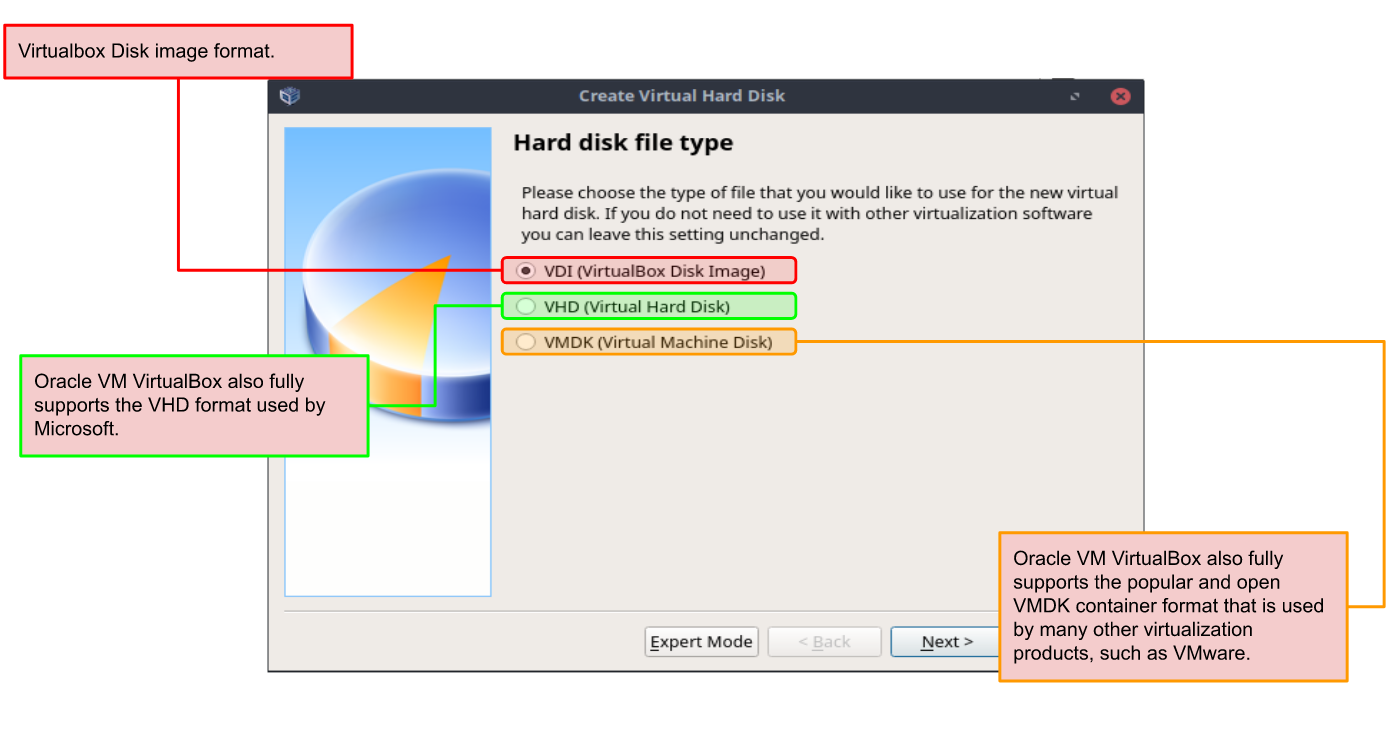 Virtualbox Disk image format.
Create Virtual Hard Disk
Hard disk file type
Please choose the type of file that you would like to use for the new virtual
hard disk. If you do not need to use it with other virtualization software
you can leave this setting unchanged.
VDI (VirtualBox Disk Image)
VHD (Virtual Hard Disk)
VMDK (Virtual Machine Disk)
Oracle VM VirtualBox also fully
supports the VHD format used by
Microsoft.
Oracle VM VirtualBox also fully
supports the popular and open
VMDK container format that is used
by many other virtualization
products, such as VMware.
Expert Mode
< Back
Next >